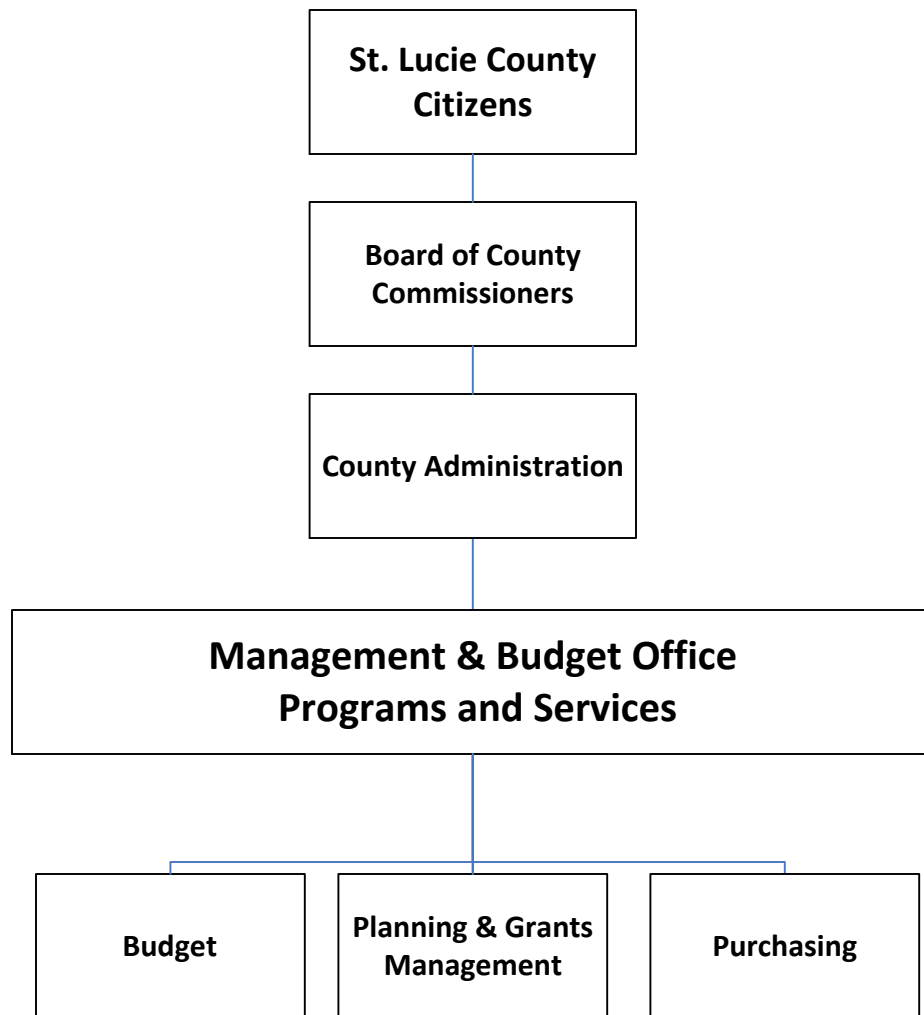 St. Lucie County
Citizens
Board of County
Commissioners
County Administration
Management & Budget Office
Programs and Services
Budget
Planning & Grants
Management
Purchasing